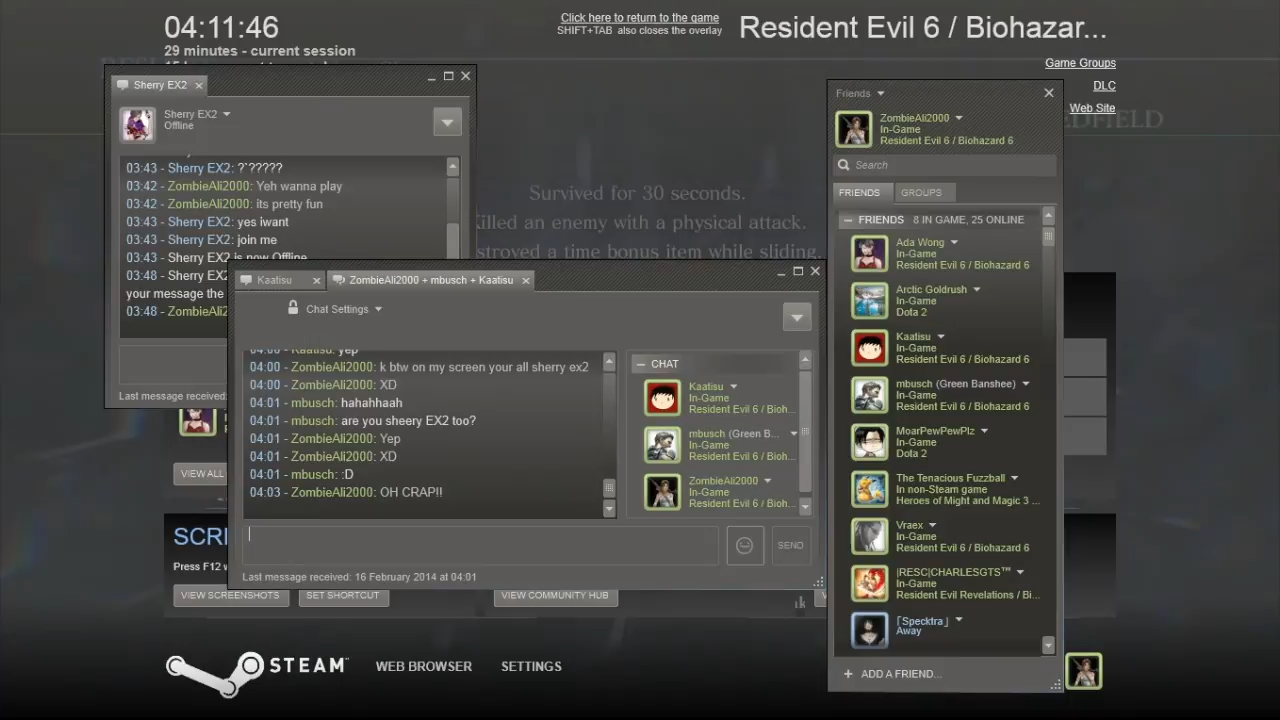 04:11:46
29 minutes - current session
Click here to return to the game
SHIFT+TAB also closes the overlay
Resident Evil 6 / Biohazar...
Game Groups
DLC
Web Site
EDFIELD
Survived for 30 seconds.
Killed an enemy with a physical attack.
stroyed a time bonus item while sliding.
Sherry EX2
Sherry EX2
Offline
03:43 - Sherry EX2: ?'?????
03:42 - ZombieAli2000: Yeh wanna play
03:42 - ZombieAli2000: its pretty fun
03:43 - Sherry EX2: yes iwant
03:43 - Sherry EX2: join me
03:43 - Sherry EX2 is now Offline.
03:48 - Sherry EX2
your message the
03:48 - ZombieAli2
Last message received:
VIEW ALL
Kaatisu
ZombieAli2000 + mbusch + Kaatisu
Chat Settings
04:00 - Kaatisu: yep
04:00 - ZombieAli2000: k btw on my screen your all sherry ex2
04:00 - ZombieAli2000: XD
04:01 - mbusch: hahahhaah
04:01 - mbusch: are you sheery EX2 too?
04:01 - ZombieAli2000: Yep
04:01 - ZombieAli2000: XD
04:01 - mbusch: :D
04:03 - ZombieAli2000: OH CRAP!!
CHAT
Kaatisu
In-Game
Resident Evil 6 / Bioh...
mbusch (Green B...
In-Game
Resident Evil 6 / Bioh...
ZombieAli2000
In-Game
Resident Evil 6 / Bioh...
SEND
Last message received: 16 February 2014 at 04:01
SCRE
Press F12 w
VIEW SCREENSHOTS
SET SHORTCUT
VIEW COMMUNITY HUB
Friends
ZombieAli2000
In-Game
Resident Evil 6 / Biohazard 6
Search
FRIENDS
GROUPS
FRIENDS 8 IN GAME, 25 ONLINE
Ada Wong
In-Game
Resident Evil 6 / Biohazard 6
Arctic Goldrush
In-Game
Dota 2
Kaatisu
In-Game
Resident Evil 6 / Biohazard 6
mbusch (Green Banshee)
In-Game
Resident Evil 6 / Biohazard 6
MoarPewPewPlz
In-Game
Dota 2
The Tenacious Fuzzball
In non-Steam game
Heroes of Might and Magic 3 ...
Vraex
In-Game
Resident Evil 6 / Biohazard 6
|RESC|CHARLESGTS™
In-Game
Resident Evil Revelations / Bi...
「Specktra」
Away
+ ADD A FRIEND...
STEAM™
WEB BROWSER
SETTINGS